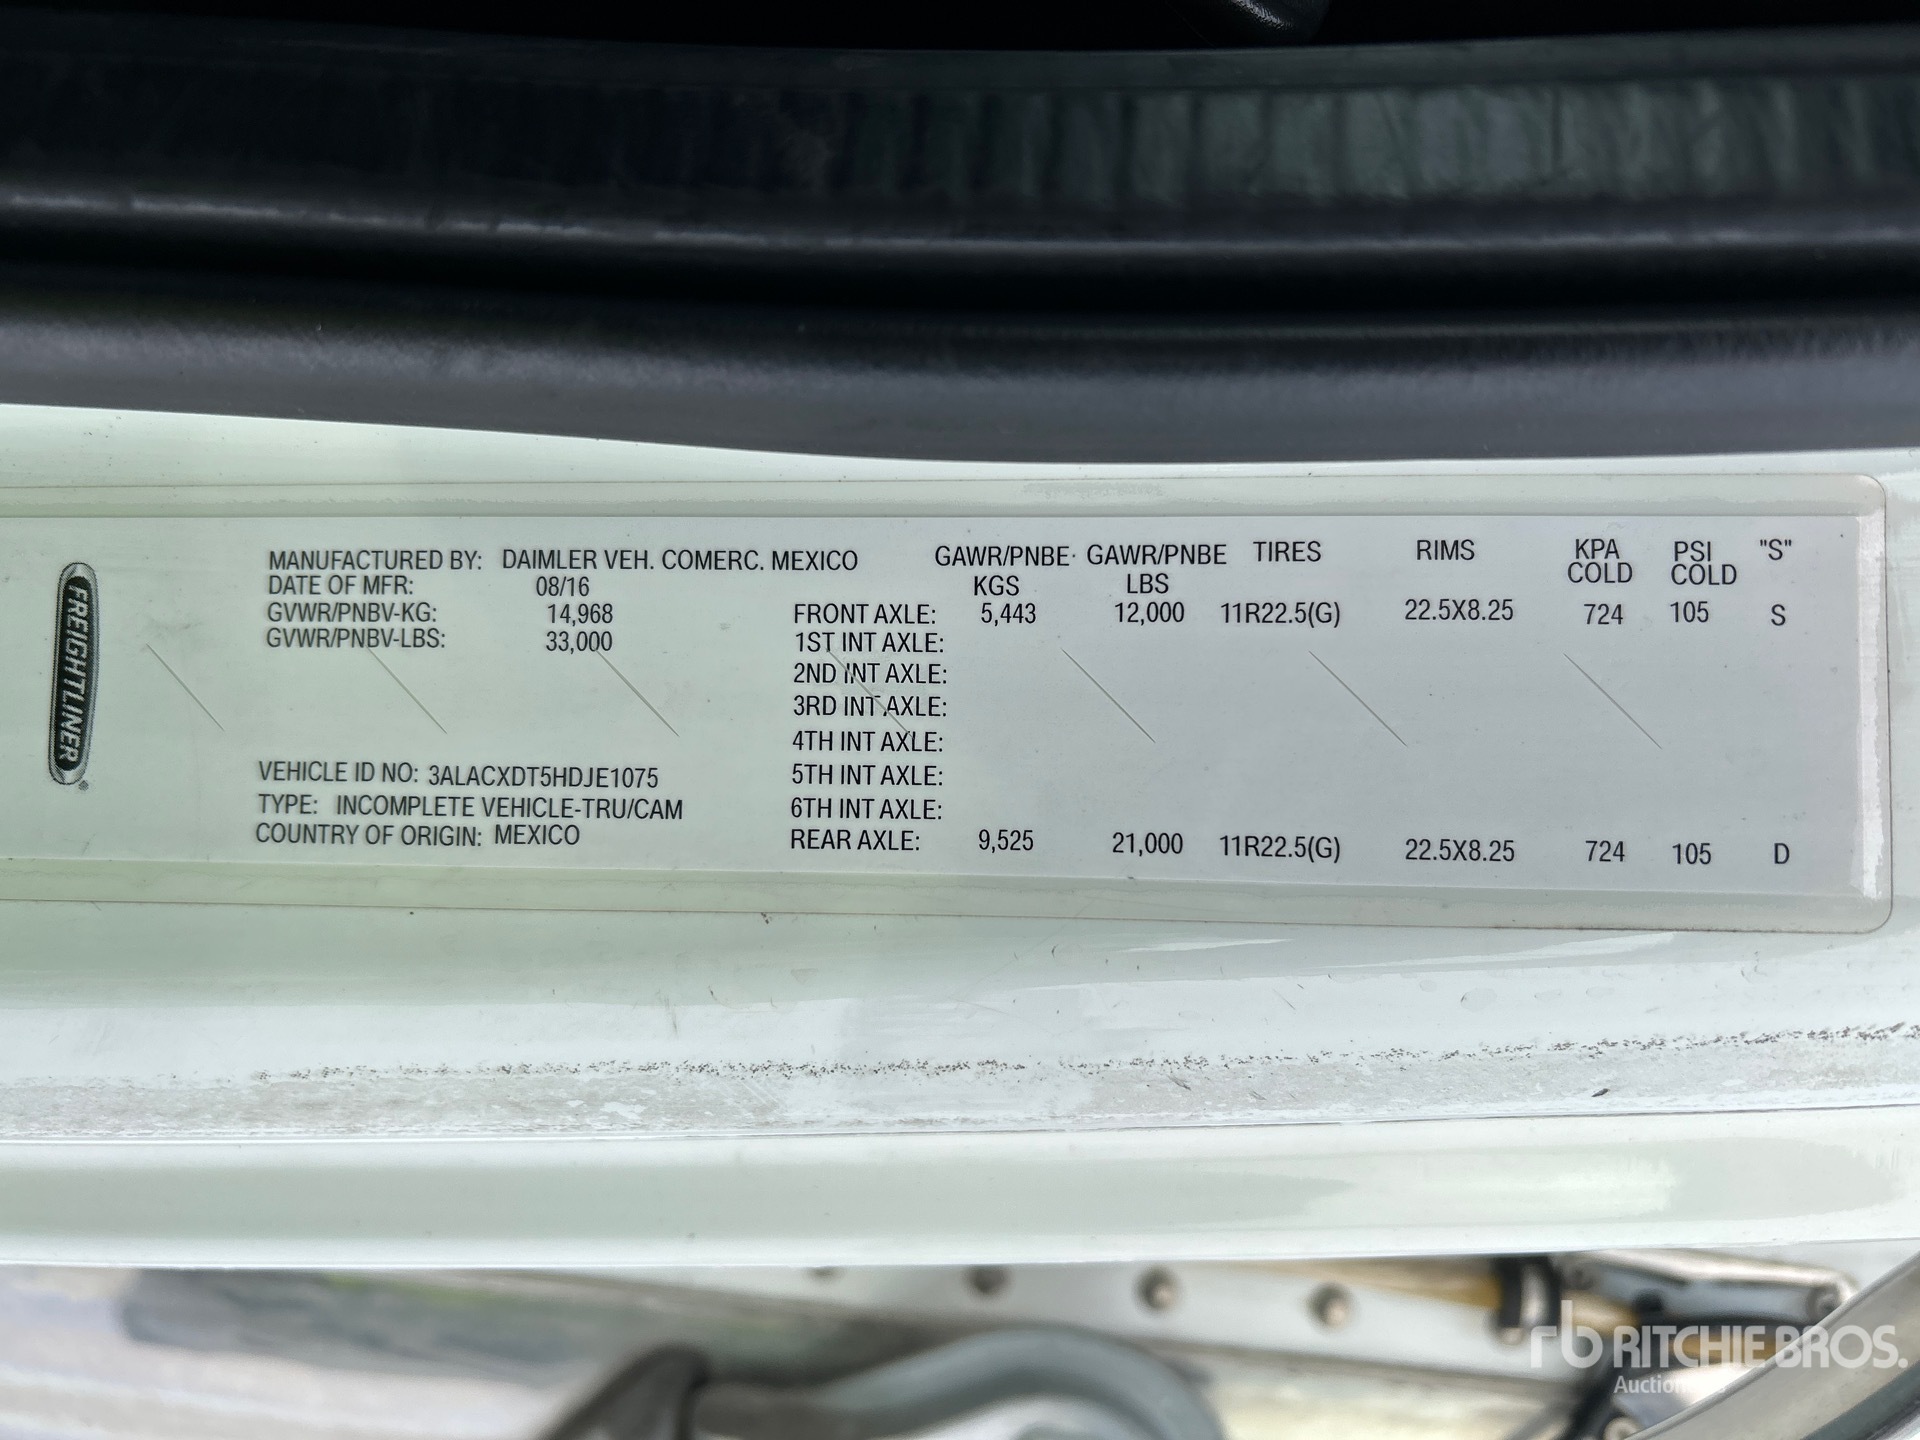 FREIGHTLINER®
MANUFACTURED BY: DAIMLER VEH. COMERC. MEXICO
DATE OF MFR: 08/16
GVWR/PNBV-KG: 14,968
GVWR/PNBV-LBS: 33,000
VEHICLE ID NO: 3ALACXDT5HDJE1075
TYPE: INCOMPLETE VEHICLE-TRU/CAM
COUNTRY OF ORIGIN: MEXICO
GAWR/PNBE GAWR/PNBE TIRES RIMS KPA PSI "S"
KGS LBS COLD COLD
FRONT AXLE: 5,443 12,000 11R22.5(G) 22.5X8.25 724 105 S
1ST INT AXLE:
2ND INT AXLE:
3RD INT AXLE:
4TH INT AXLE:
5TH INT AXLE:
6TH INT AXLE:
REAR AXLE: 9,525 21,000 11R22.5(G) 22.5X8.25 724 105 D
rb RITCHIE BROS.